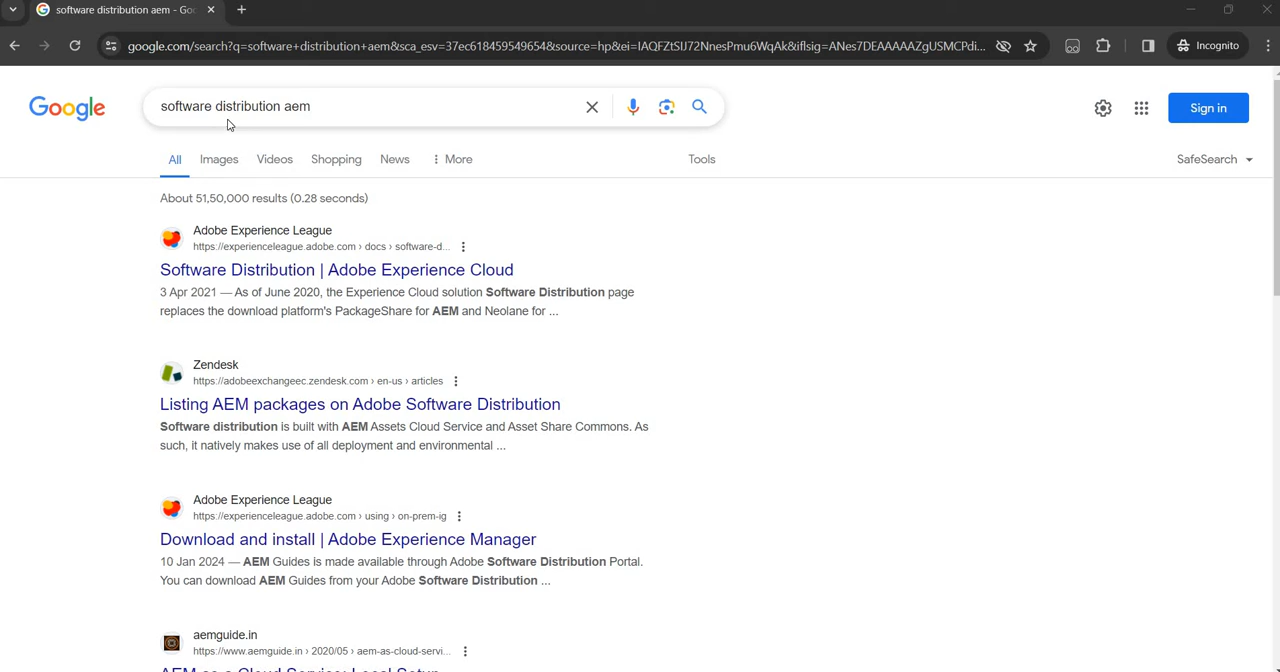 software distribution aem - Goo
google.com/search?q=software+distribution+aem&sca_esv=37ec618459549654&source=hp&ei=IAQFZtSIJ72NnesPmu6WqAk&iflsig=ANes7DEAAAAAZgUSMCPdi...
Incognito
Google
software distribution aem
Sign in
All Images Videos Shopping News More Tools SafeSearch
About 51,50,000 results (0.28 seconds)
Adobe Experience League
https://experienceleague.adobe.com › docs › software-d...
Software Distribution | Adobe Experience Cloud
3 Apr 2021 — As of June 2020, the Experience Cloud solution Software Distribution page
replaces the download platform's PackageShare for AEM and Neolane for ...
Zendesk
https://adobeexchangeec.zendesk.com › en-us › articles
Listing AEM packages on Adobe Software Distribution
Software distribution is built with AEM Assets Cloud Service and Asset Share Commons. As
such, it natively makes use of all deployment and environmental ...
Adobe Experience League
https://experienceleague.adobe.com › using › on-prem-ig
Download and install | Adobe Experience Manager
10 Jan 2024 — AEM Guides is made available through Adobe Software Distribution Portal.
You can download AEM Guides from your Adobe Software Distribution ...
aemguide.in
https://www.aemguide.in › 2020/05 › aem-as-cloud-servi...
AEM as a Cloud Service: Local Setup